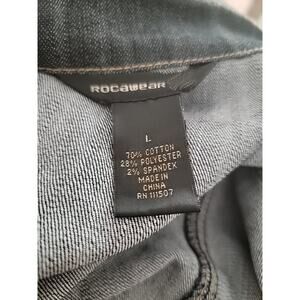 ROCAWEAR
L
70% COTTON
28% POLYESTER
2% SPANDEX
MADE IN
CHINA
RN 111507